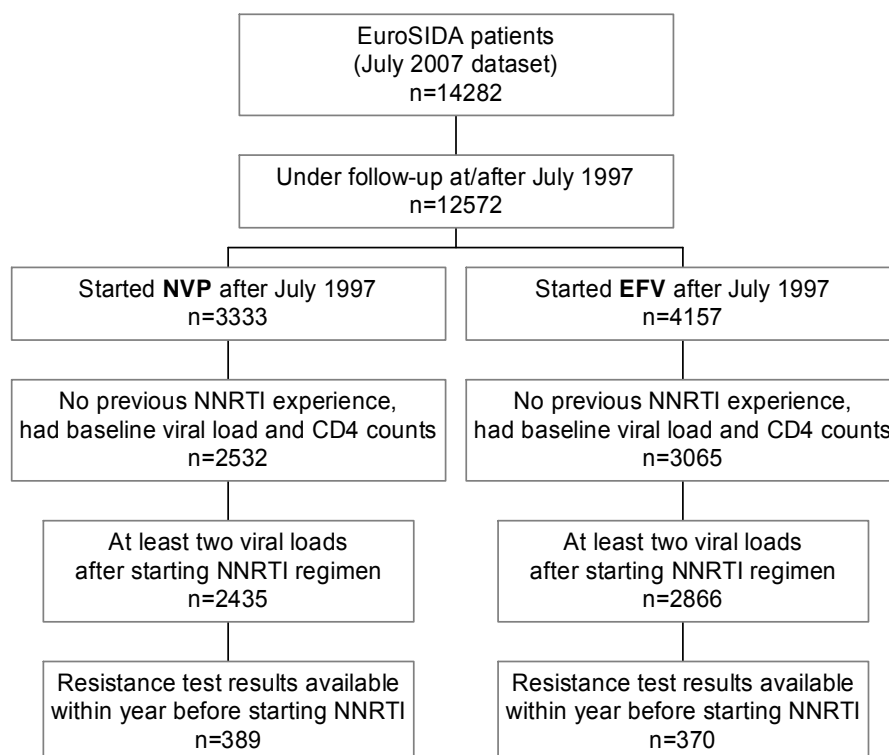 EuroSIDA patients
(July 2007 dataset)
n=14282
Under follow-up at/after July 1997
n=12572
Started NVP after July 1997
n=3333
Started EFV after July 1997
n=4157
No previous NNRTI experience,
had baseline viral load and CD4 counts
n=2532
No previous NNRTI experience,
had baseline viral load and CD4 counts
n=3065
At least two viral loads
after starting NNRTI regimen
n=2435
At least two viral loads
after starting NNRTI regimen
n=2866
Resistance test results available
within year before starting NNRTI
n=389
Resistance test results available
within year before starting NNRTI
n=370